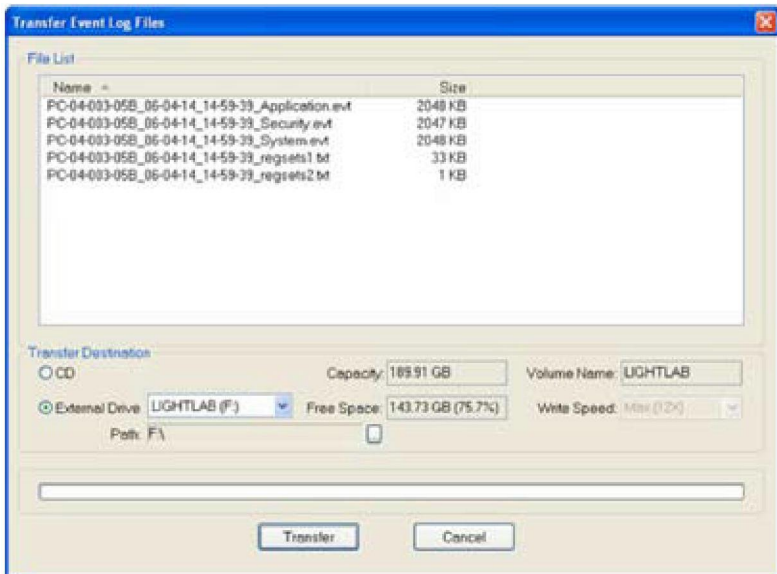 Transfer Event Log Files
File List
Name Size
PC-04-003-05B_06-04-14_14-59-39_Application.evt 2048 KB
PC-04-003-05B_06-04-14_14-59-39_Security.evt 2047 KB
PC-04-003-05B_06-04-14_14-59-39_System.evt 2048 KB
PC-04-003-05B_06-04-14_14-59-39_regsets1.txt 33 KB
PC-04-003-05B_06-04-14_14-59-39_regsets2.txt 1 KB
Transfer Destination
CD Capacity: 189.91 GB Volume Name: LIGHTLAB
External Drive LIGHTLAB (F:) Free Space: 143.73 GB (75.7%) Write Speed: Max (12X)
Path: F:\
Transfer Cancel